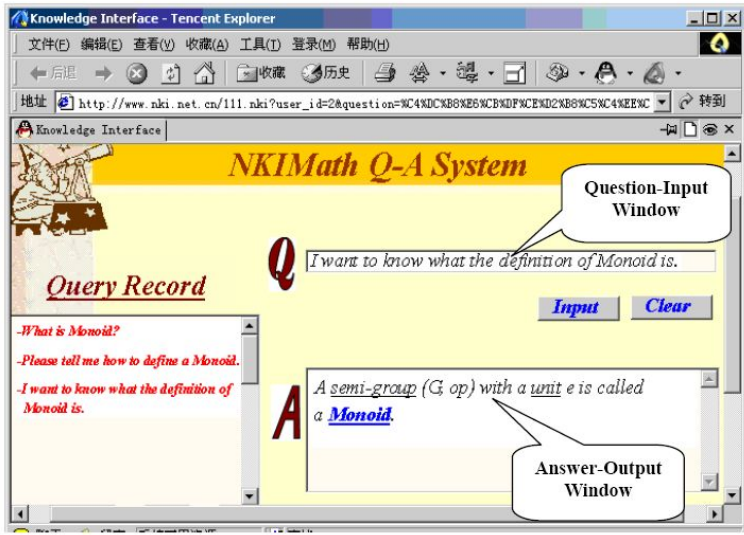 Knowledge Interface - Tencent Explorer
文件(F) 编辑(E) 查看(V) 收藏(A) 工具(T) 登录(M) 帮助(H)
后退 收藏 历史
地址 http://www.nki.net.cn/111.nki?user_id=2&question=%C4%DC%B8%E6%CB%DF%CE%D2%B8%C5%C4%EE%C 转到
Knowledge Interface
NKIMath Q-A System
Question-Input
Window
Q
I want to know what the definition of Monoid is.
Query Record
Input Clear
-What is Monoid?
-Please tell me how to define a Monoid.
-I want to know what the definition of
Monoid is.
A
A semi-group (G, op) with a unit e is called
a Monoid.
Answer-Output
Window